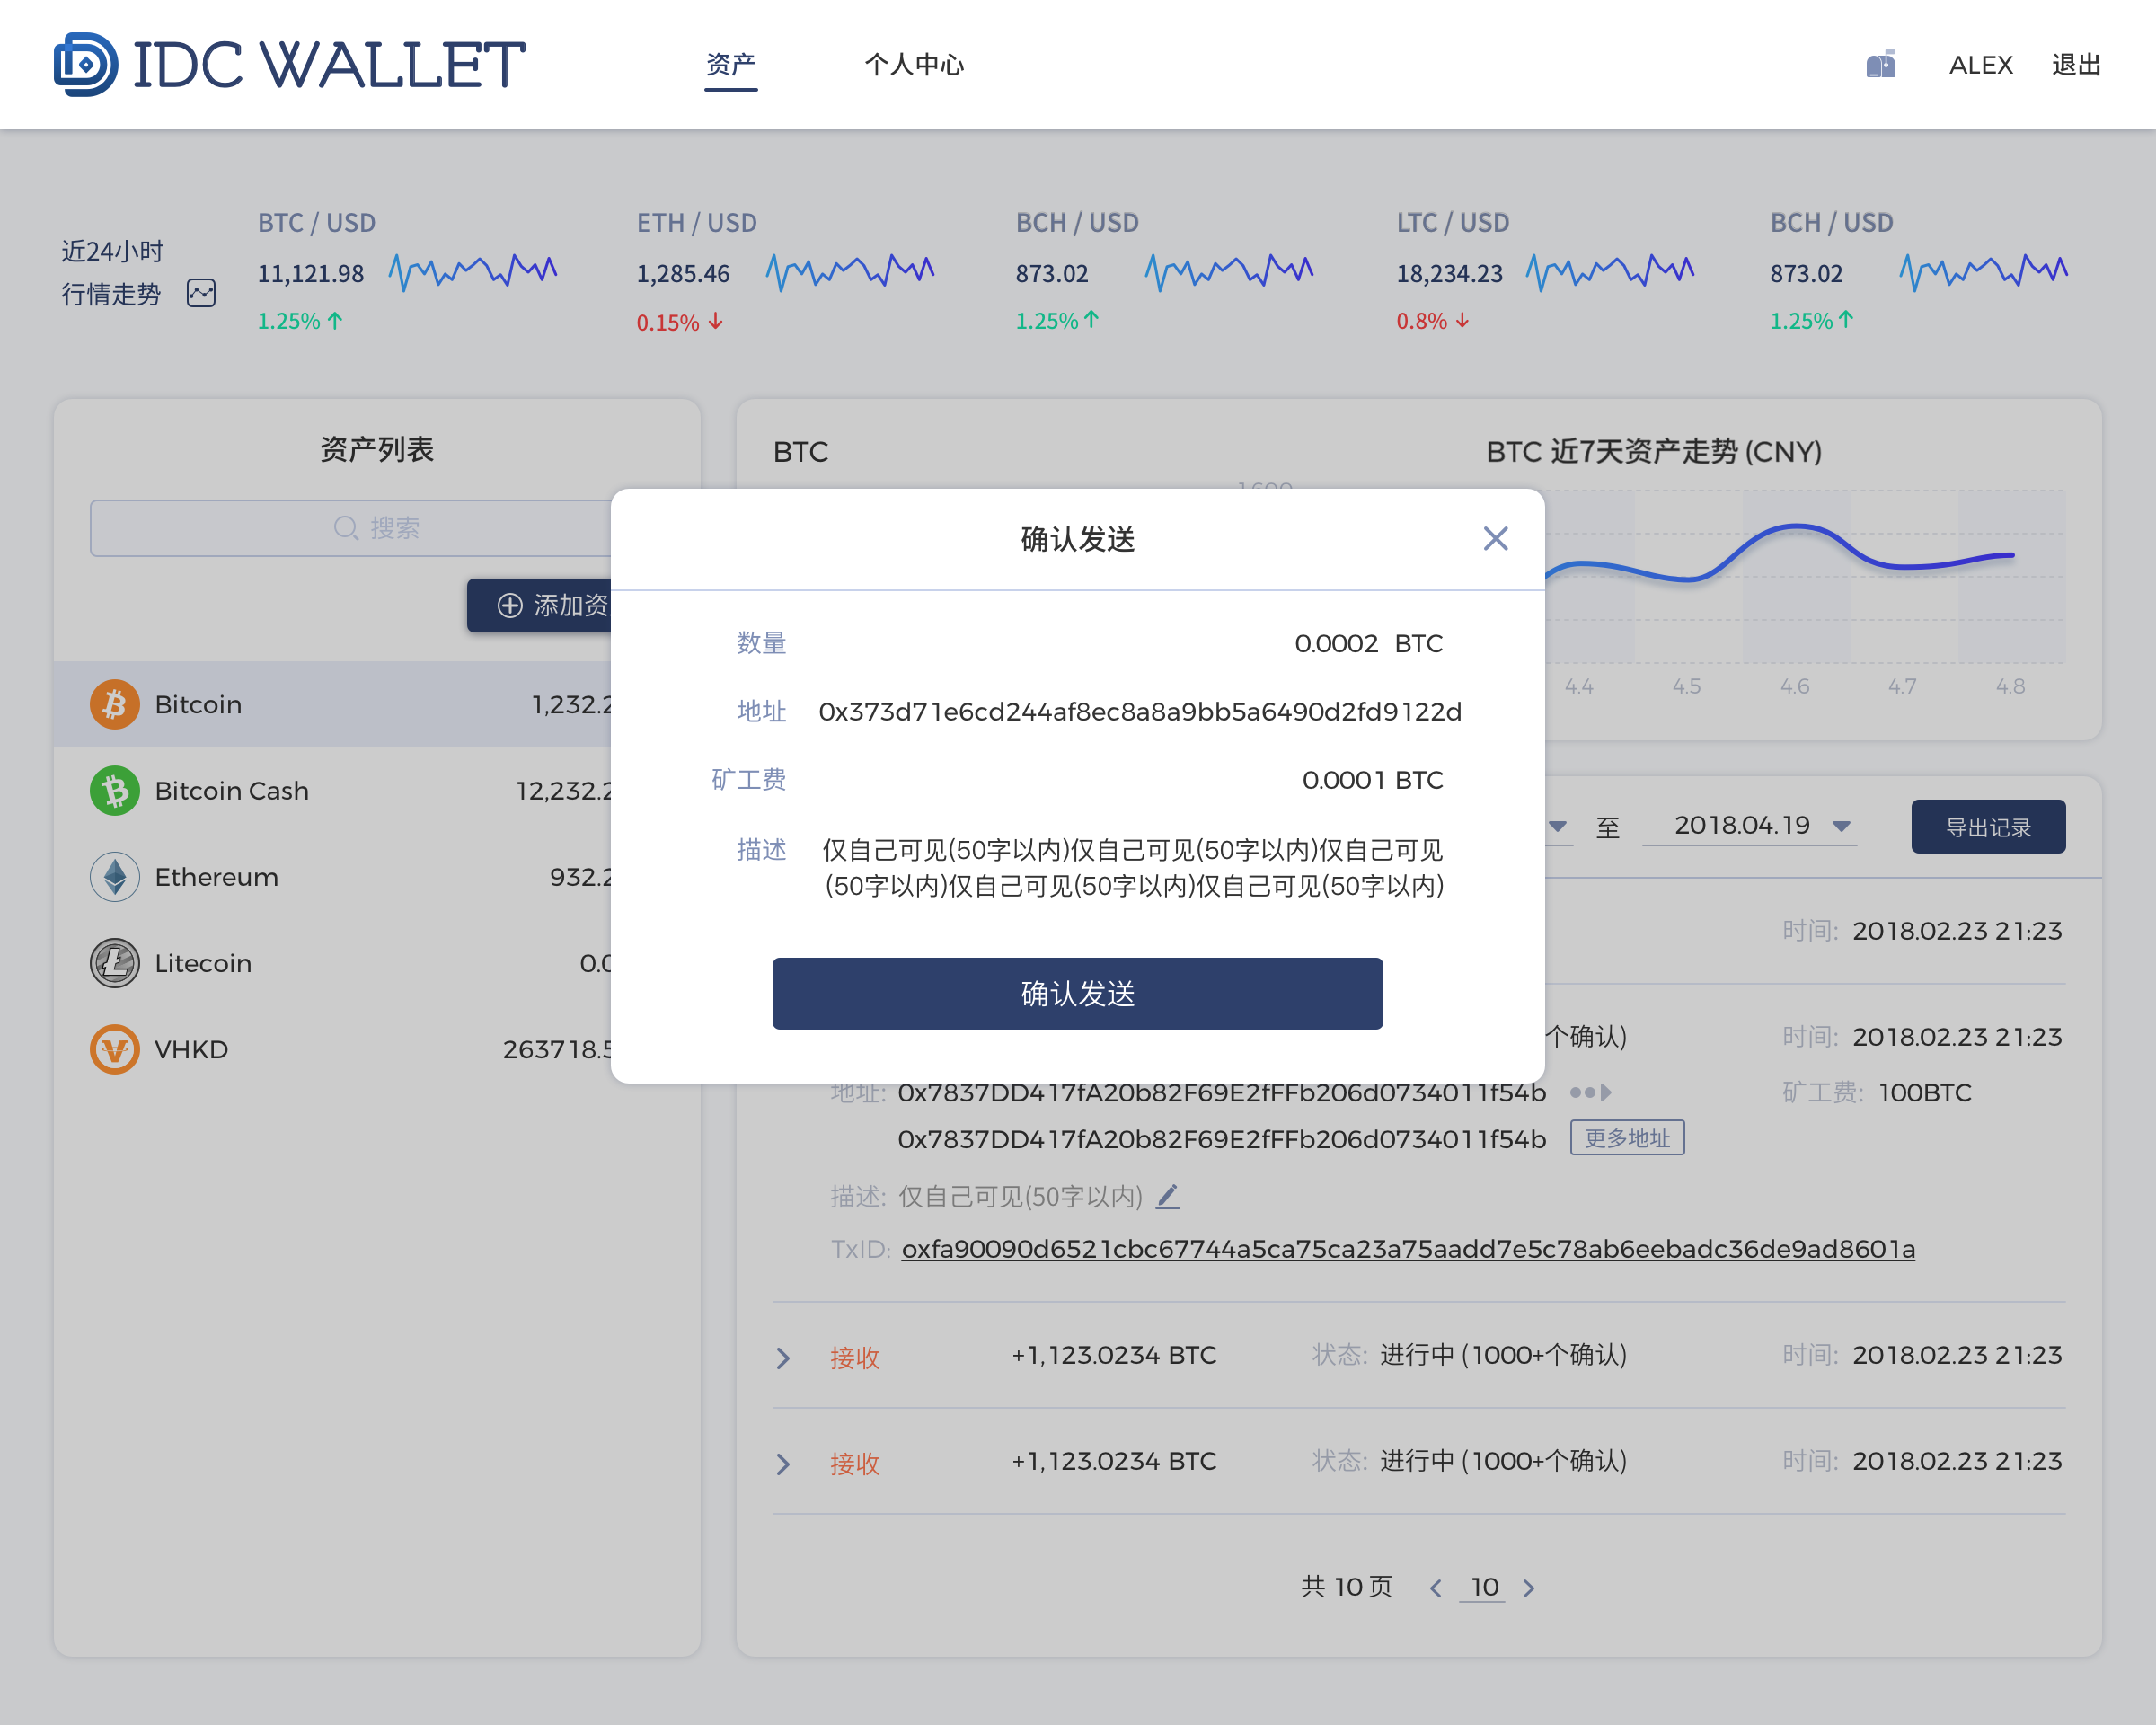 IDC WALLET
资产
个人中心
ALEX
退出
近24小时
行情走势
BTC / USD
11,121.98
1.25%
ETH / USD
1,285.46
0.15%
BCH / USD
873.02
1.25%
LTC / USD
18,234.23
0.8%
BCH / USD
873.02
1.25%
资产列表
搜索
添加资
Bitcoin
1,232.2
Bitcoin Cash
12,232.2
Ethereum
932.2
Litecoin
0.0
VHKD
263718.5
BTC
BTC 近7天资产走势 (CNY)
4.4
4.5
4.6
4.7
4.8
确认发送
数量
0.0002 BTC
地址
0x373d71e6cd244af8ec8a8a9bb5a6490d2fd9122d
矿工费
0.0001 BTC
描述
仅自己可见(50字以内)仅自己可见(50字以内)仅自己可见
(50字以内)仅自己可见(50字以内)仅自己可见(50字以内)
确认发送
至
2018.04.19
导出记录
时间: 2018.02.23 21:23
个确认)
时间: 2018.02.23 21:23
地址: 0x7837DD417fA20b82F69E2fFFb206d0734011f54b
矿工费: 100BTC
0x7837DD417fA20b82F69E2fFFb206d0734011f54b
更多地址
描述: 仅自己可见(50字以内)
TxID: oxfa90090d6521cbc67744a5ca75ca23a75aadd7e5c78ab6eebadc36de9ad8601a
接收
+1,123.0234 BTC
状态: 进行中 (1000+个确认)
时间: 2018.02.23 21:23
接收
+1,123.0234 BTC
状态: 进行中 (1000+个确认)
时间: 2018.02.23 21:23
共 10 页
10